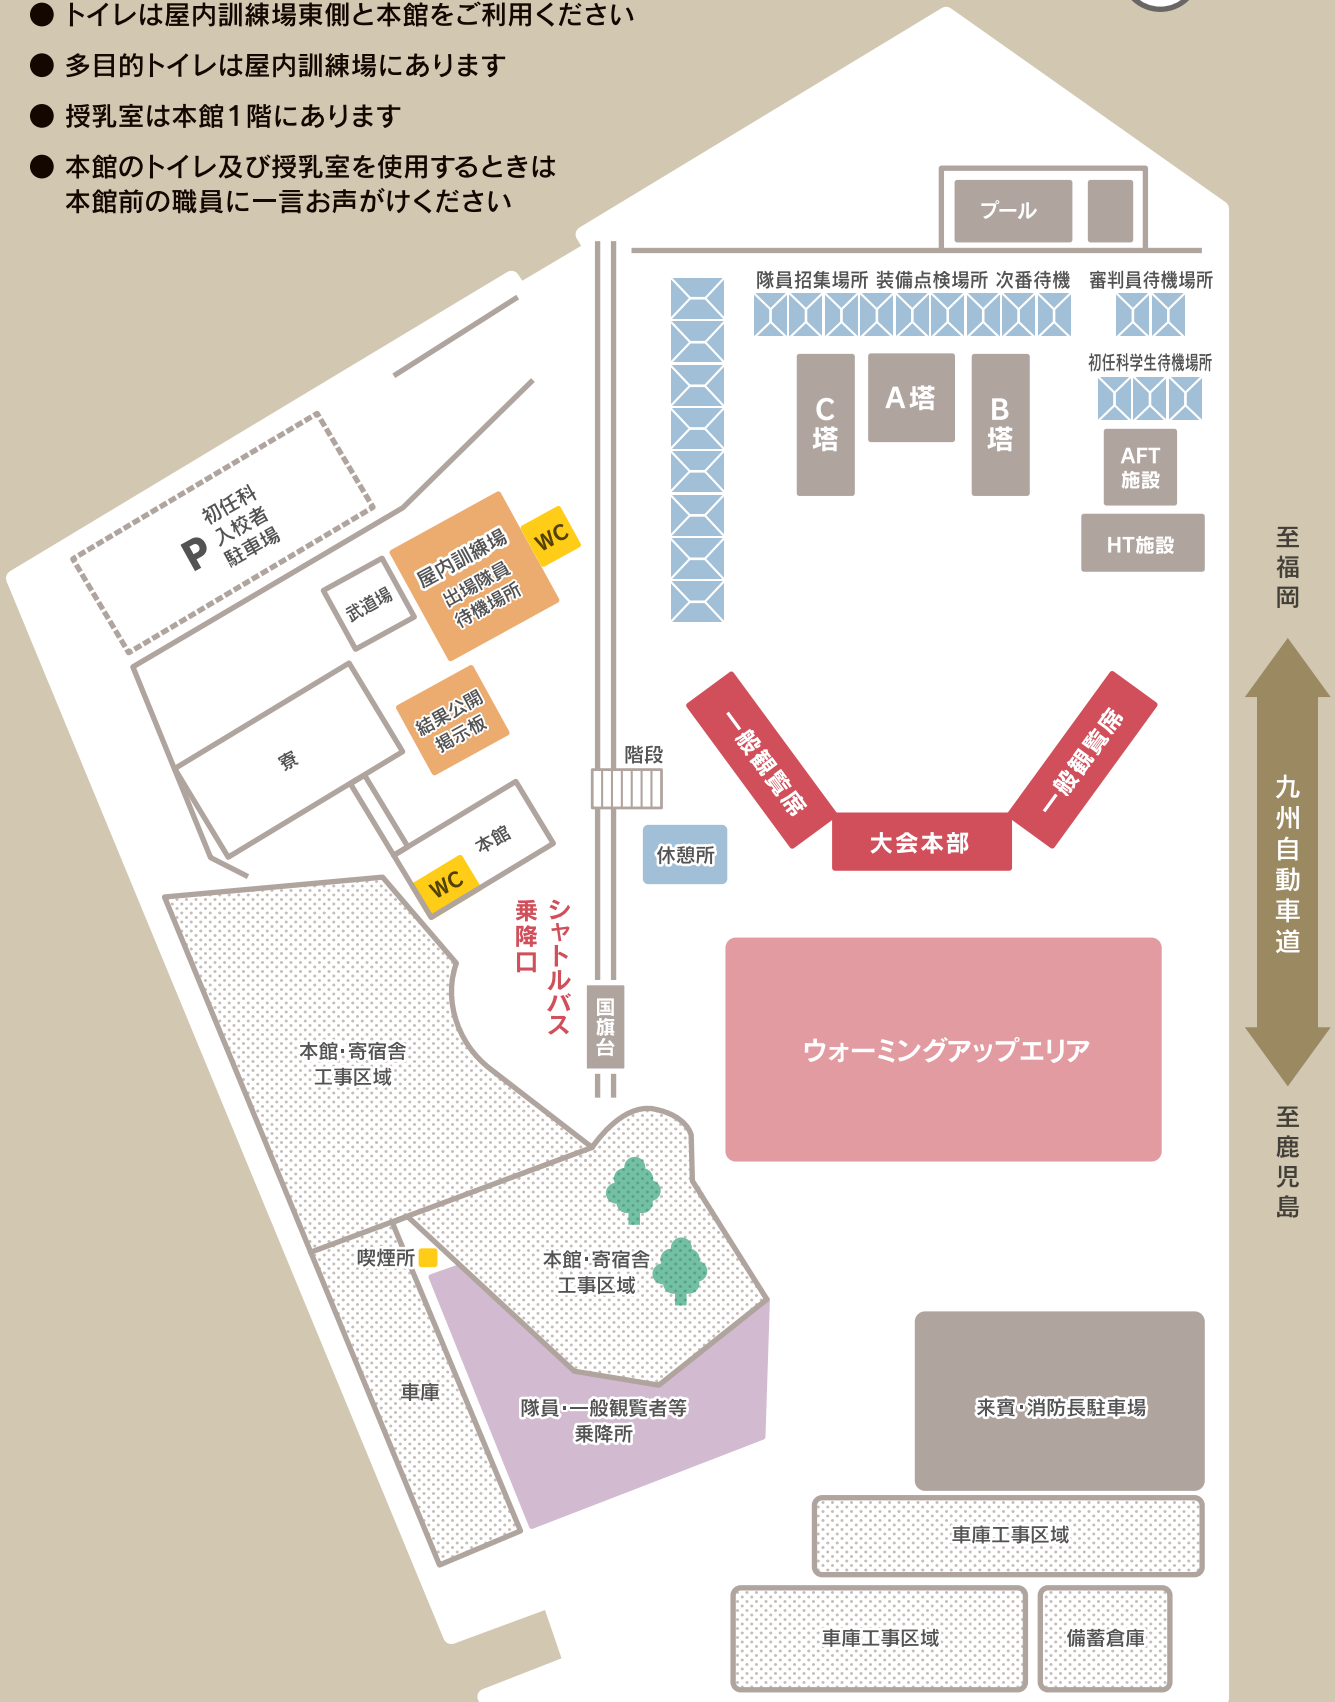 ● トイレは屋内訓練場東側と本館をご利用ください
● 多目的トイレは屋内訓練場にあります
● 授乳室は本館1階にあります
● 本館のトイレ及び授乳室を使用するときは
本館前の職員に一言お声がけください
プール
隊員招集場所 装備点検場所 次番待機
審判員待機場所
初任科学生待機場所
C塔
A塔
B塔
AFT
施設
HT施設
P
初任科
入校者
駐車場
武道場
屋内訓練場
出場隊員
待機場所
WC
結果公開
掲示板
寮
本館
WC
階段
休憩所
一般観覧席
大会本部
一般観覧席
シャトルバス
乗降口
国旗台
ウォーミングアップエリア
至福岡
九州自動車道
至鹿児島
本館・寄宿舎
工事区域
喫煙所
本館・寄宿舎
工事区域
車庫
隊員・一般観覧者等
乗降所
来賓・消防長駐車場
車庫工事区域
車庫工事区域
備蓄倉庫